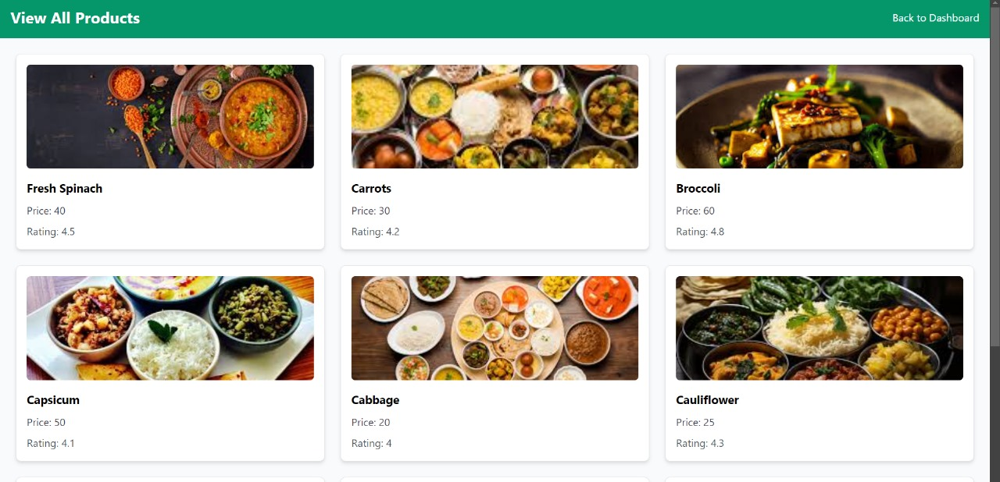 View All Products
Back to Dashboard
Fresh Spinach
Price: 40
Rating: 4.5
Carrots
Price: 30
Rating: 4.2
Broccoli
Price: 60
Rating: 4.8
Capsicum
Price: 50
Rating: 4.1
Cabbage
Price: 20
Rating: 4
Cauliflower
Price: 25
Rating: 4.3